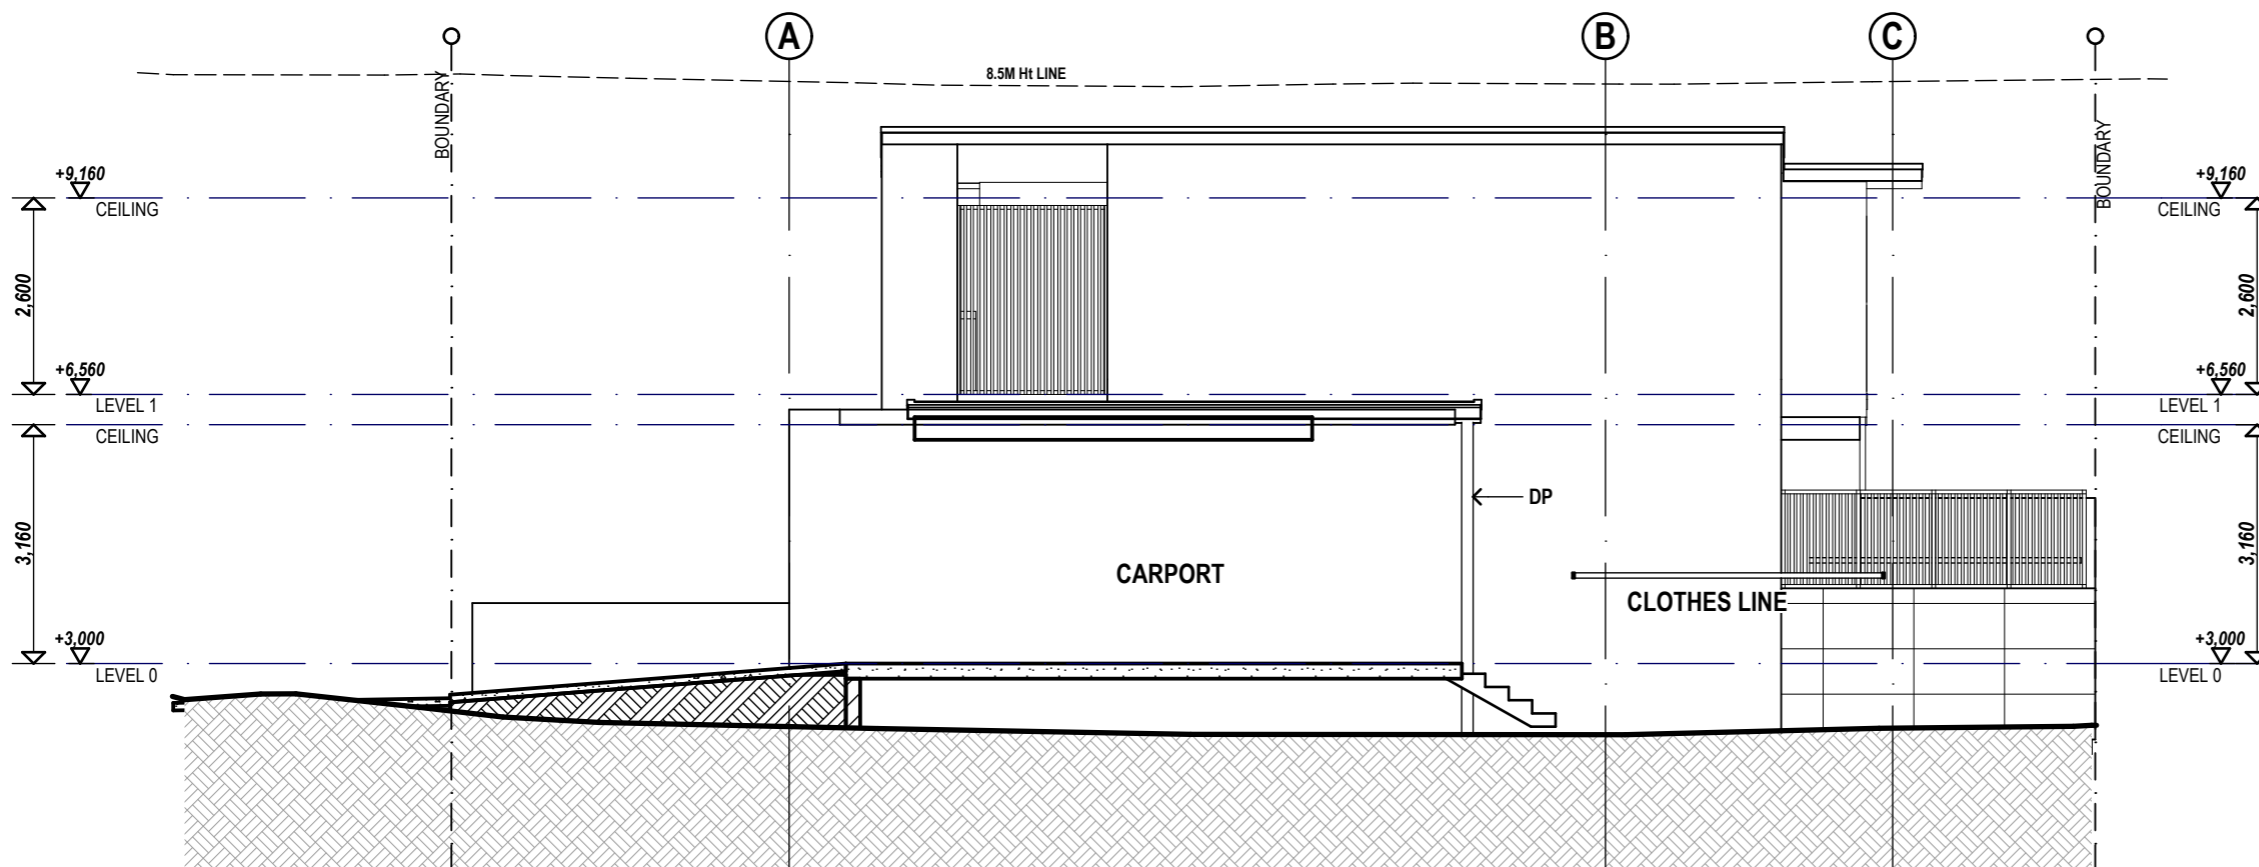 A
B
C
8.5M Ht LINE
BOUNDARY
BOUNDARY
+9,160
CEILING
+9,160
CEILING
2,600
2,600
+6,560
LEVEL 1
CEILING
+6,560
LEVEL 1
CEILING
DP
3,160
3,160
CARPORT
CLOTHES LINE
+3,000
LEVEL 0
+3,000
LEVEL 0